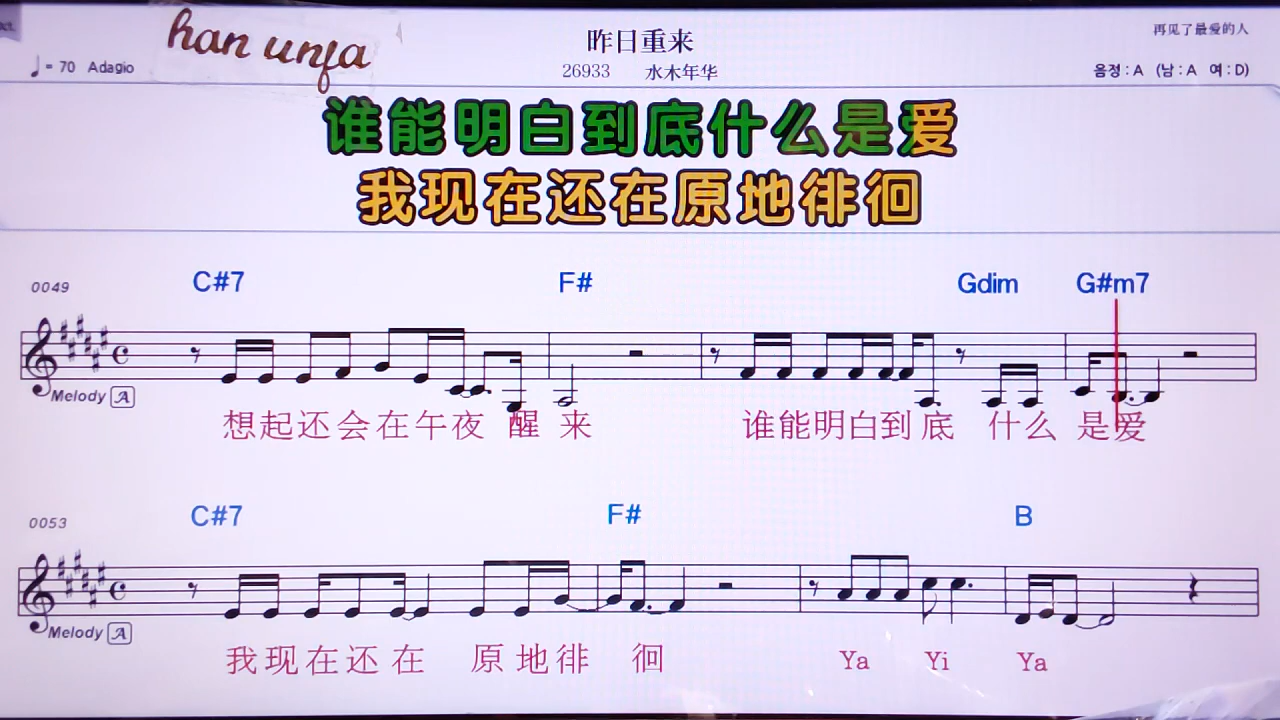 han unfa
昨日重来
再见了最爱的人
♩= 70 Adagio
26933 水木年华
음정 : A (남 : A 여 : D)
谁能明白到底什么是爱
我现在还在原地徘徊
0049
C#7 F# Gdim G#m7
Melody A
想起还会在午夜 醒 来 谁能明白到 底 什么 是爱
0053
C#7 F# B
Melody A
我现在还在 原地徘 徊 Ya Yi Ya